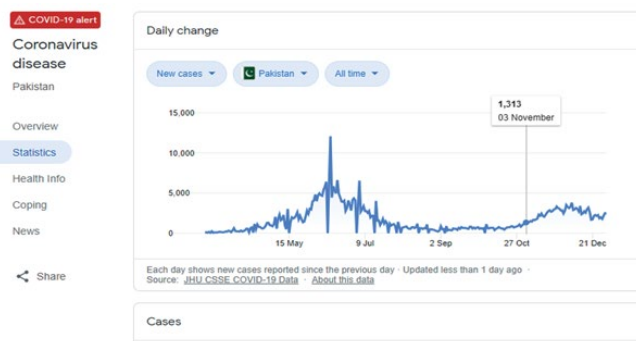 COVID-19 alert
Coronavirus
disease
Pakistan
Overview
Statistics
Health Info
Coping
News
Share
Daily change
New cases
Pakistan
All time
1,313
03 November
15,000
10,000
5,000
0
15 May
9 Jul
2 Sep
27 Oct
21 Dec
Each day shows new cases reported since the previous day · Updated less than 1 day ago ·
Source: JHU CSSE COVID-19 Data · About this data
Cases